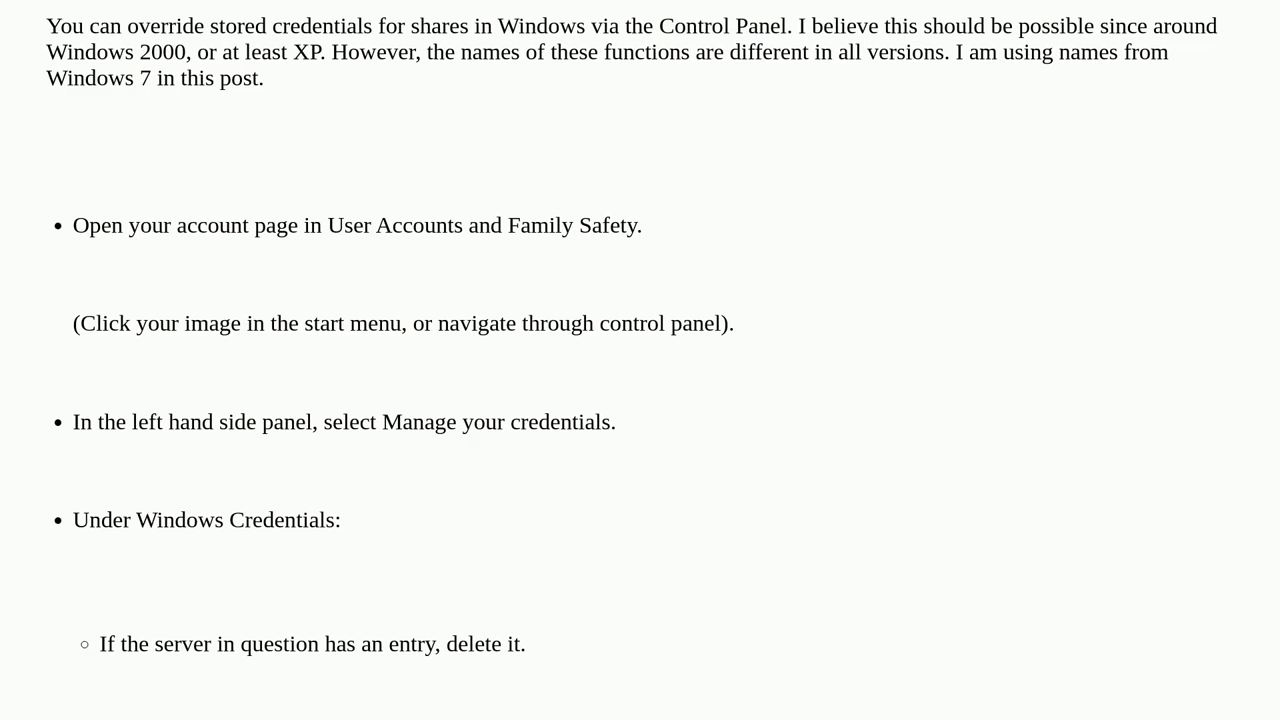 You can override stored credentials for shares in Windows via the Control Panel. I believe this should be possible since around
Windows 2000, or at least XP. However, the names of these functions are different in all versions. I am using names from
Windows 7 in this post.
• Open your account page in User Accounts and Family Safety.
(Click your image in the start menu, or navigate through control panel).
• In the left hand side panel, select Manage your credentials.
• Under Windows Credentials:
◦ If the server in question has an entry, delete it.